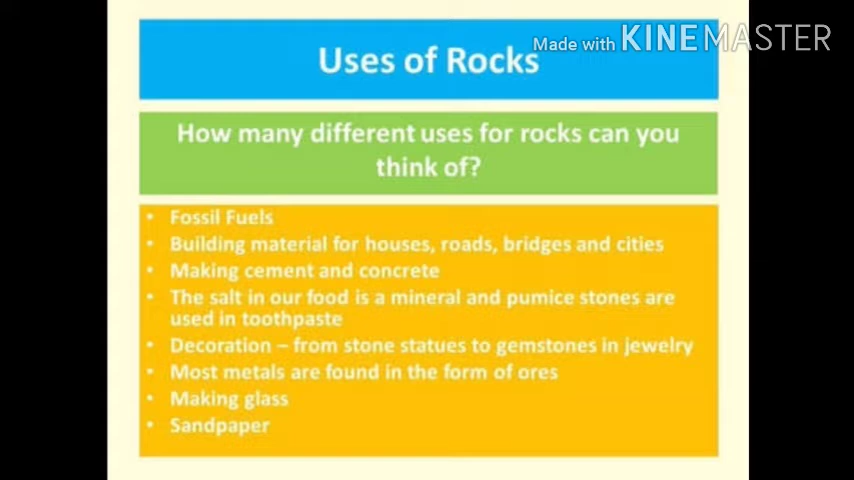 Made with KINEMASTER
Uses of Rocks
How many different uses for rocks can you
think of?
• Fossil Fuels
• Building material for houses, roads, bridges and cities
• Making cement and concrete
• The salt in our food is a mineral and pumice stones are
used in toothpaste
• Decoration – from stone statues to gemstones in jewelry
• Most metals are found in the form of ores
• Making glass
• Sandpaper